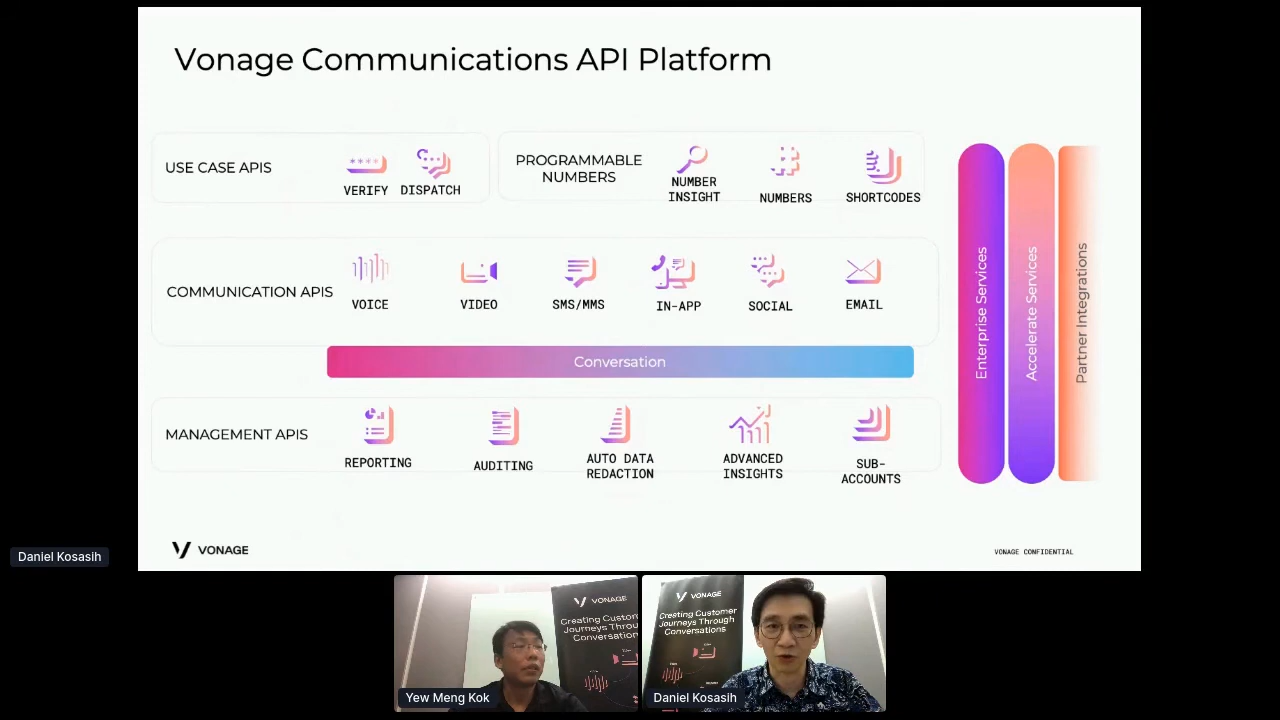 Vonage Communications API Platform
USE CASE APIS
VERIFY
DISPATCH
PROGRAMMABLE
NUMBERS
NUMBER
INSIGHT
NUMBERS
SHORTCODES
COMMUNICATION APIS
VOICE
VIDEO
SMS/MMS
IN-APP
SOCIAL
EMAIL
Conversation
MANAGEMENT APIS
REPORTING
AUDITING
AUTO DATA
REDACTION
ADVANCED
INSIGHTS
SUB-
ACCOUNTS
Enterprise Services
Accelerate Services
Partner Integrations
VONAGE
VONAGE CONFIDENTIAL
Daniel Kosasih
VONAGE
Creating Custom
Journeys Throu
Conversation
Yew Meng Kok
VONAGE
Creating Customer
Journeys Through
Conversations
Daniel Kosasih